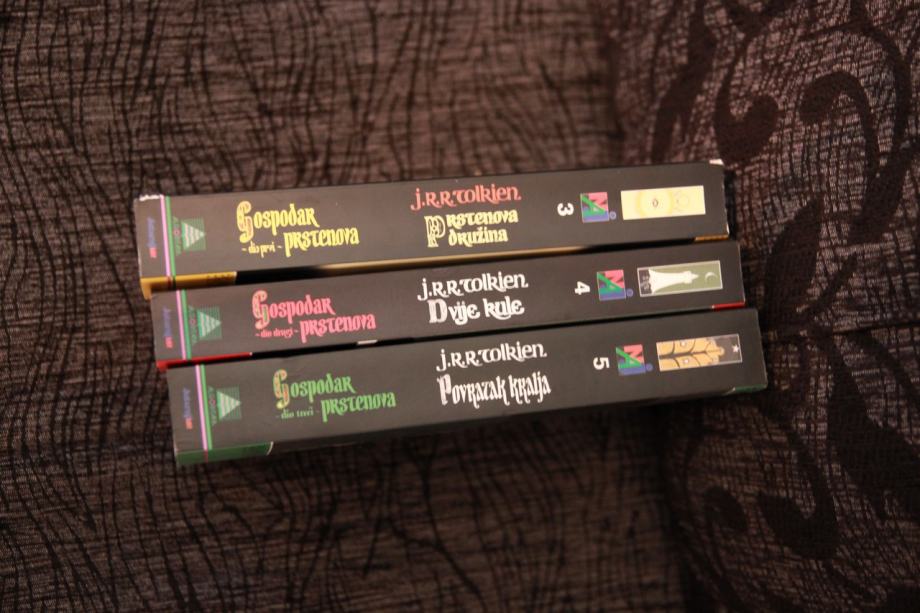 Gospodar
- dio prvi - prstenova
j.r.r. tolkien
Prstenova
družina
3
Gospodar
- dio drugi - prstenova
j.r.r. tolkien
Dvije kule
4
Gospodar
- dio treći - prstenova
j.r.r. tolkien
Povratak kralja
5